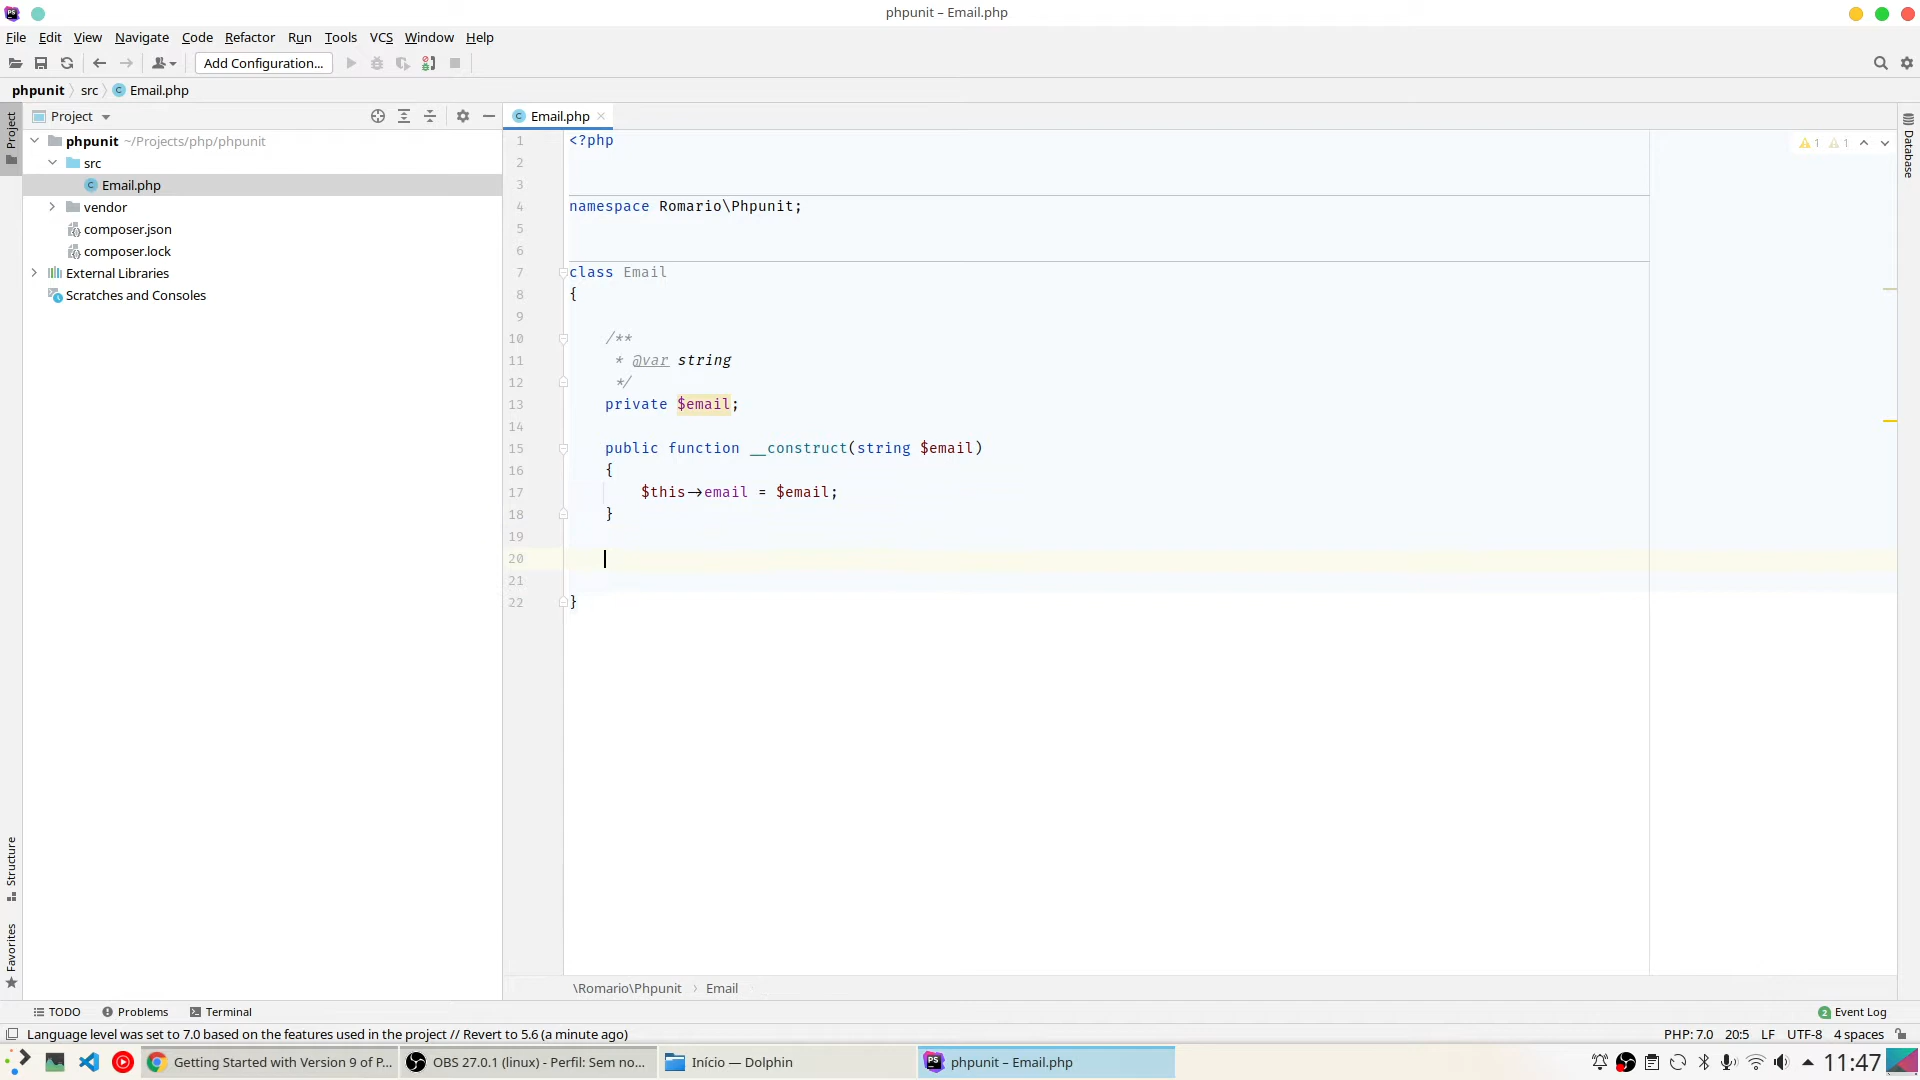 phpunit – Email.php
File Edit View Navigate Code Refactor Run Tools VCS Window Help
Add Configuration...
phpunit src Email.php
Project
Email.php
Project
phpunit ~/Projects/php/phpunit
src
Email.php
vendor
composer.json
composer.lock
External Libraries
Scratches and Consoles
1 <?php
2
3
4 namespace Romario\Phpunit;
5
6
7 class Email
8 {
9
10 /**
11 * @var string
12 */
13 private $email;
14
15 public function __construct(string $email)
16 {
17 $this->email = $email;
18 }
19
20
21
22 }
1 1
Database
Structure
Favorites
\Romario\Phpunit › Email
TODO Problems Terminal
2 Event Log
Language level was set to 7.0 based on the features used in the project // Revert to 5.6 (a minute ago)
PHP: 7.0 20:5 LF UTF-8 4 spaces
Getting Started with Version 9 of P...
OBS 27.0.1 (linux) - Perfil: Sem no...
Início — Dolphin
PS phpunit – Email.php
11:47